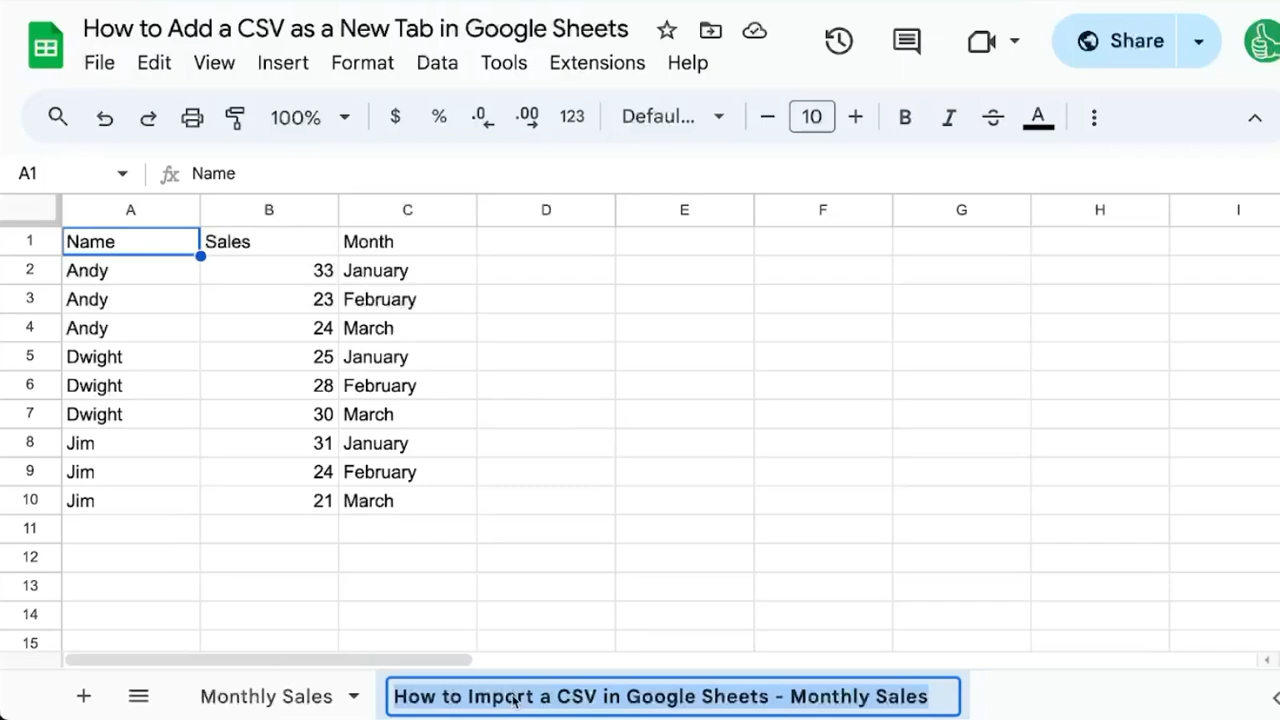 How to Add a CSV as a New Tab in Google Sheets
File Edit View Insert Format Data Tools Extensions Help
Share
100% $ % .0 .00 123 Defaul... − 10 + B I S A
A1 fx Name
A B C D E F G H I
1 Name Sales Month
2 Andy 33 January
3 Andy 23 February
4 Andy 24 March
5 Dwight 25 January
6 Dwight 28 February
7 Dwight 30 March
8 Jim 31 January
9 Jim 24 February
10 Jim 21 March
11
12
13
14
15
+ Monthly Sales How to Import a CSV in Google Sheets - Monthly Sales